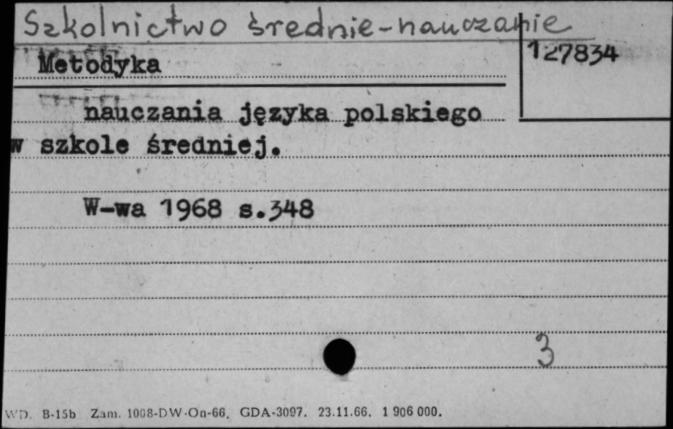 Szkolnictwo średnie-nauczanie
Metodyka
127834
nauczania języka polskiego
w szkole średniej.
W-wa 1968 s.348
3
WD. B-15b Zam. 1008-DW-On-66. GDA-3097. 23.11.66. 1 906 000.